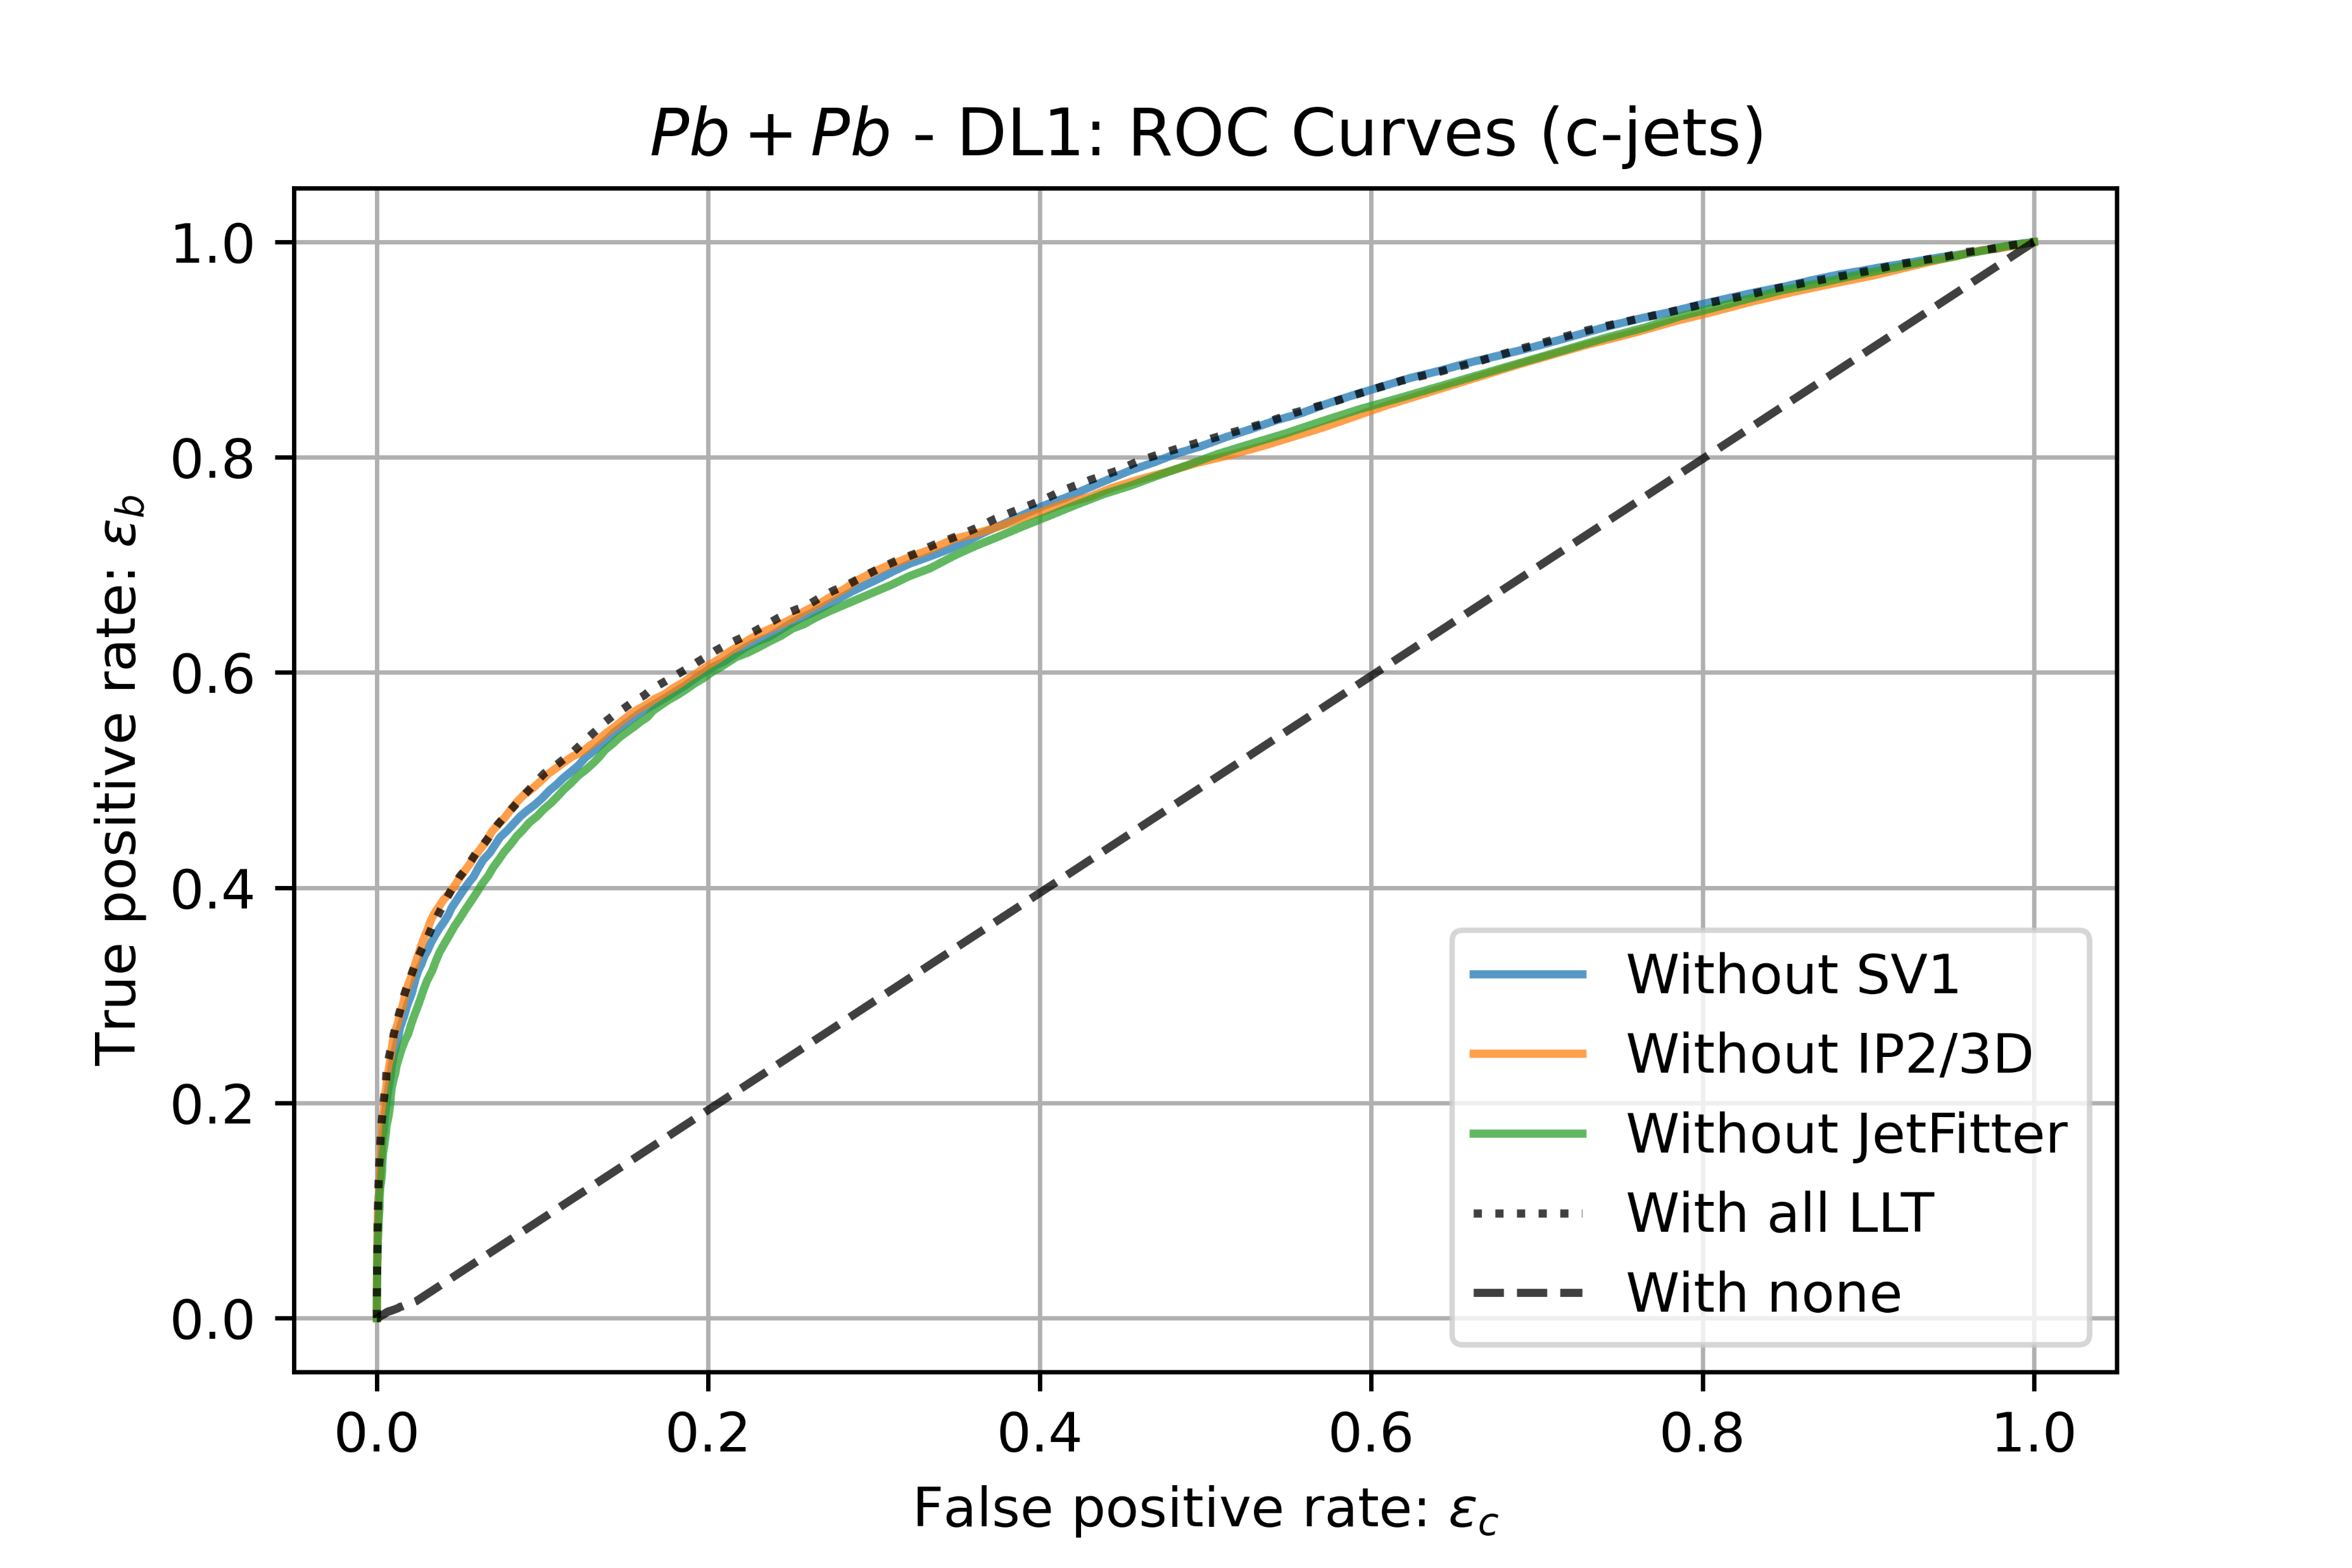 Pb + Pb - DL1: ROC Curves (c-jets)
1.0
0.8
0.6
0.4
0.2
0.0
True positive rate: ε_b
Without SV1
Without IP2/3D
Without JetFitter
With all LLT
With none
0.0 0.2 0.4 0.6 0.8 1.0
False positive rate: ε_c